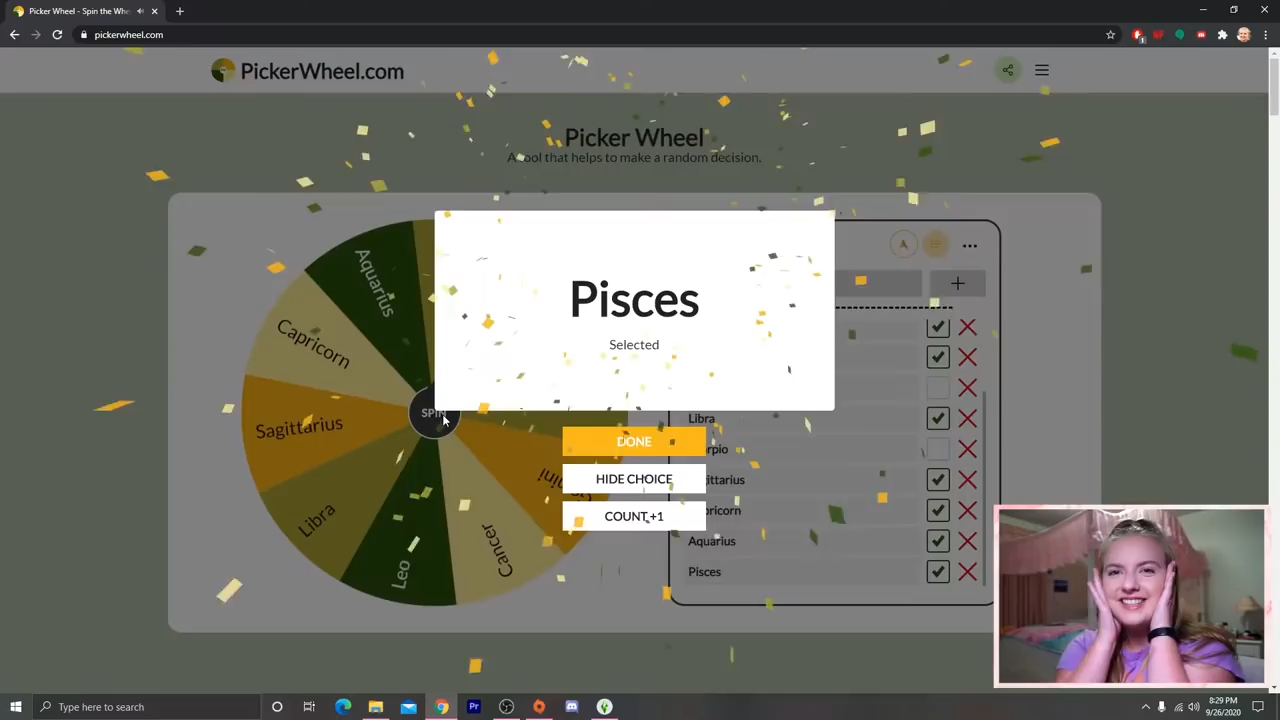 Picker Wheel - Spin the Whe
pickerwheel.com
PickerWheel.com
Picker Wheel
A tool that helps to make a random decision.
Aquarius
Capricorn
Sagittarius
Libra
Leo
Cancer
SPIN
Pisces
Selected
DONE
HIDE CHOICE
COUNT +1
Libra
Aquarius
Pisces
Type here to search
8:29 PM
9/26/2020